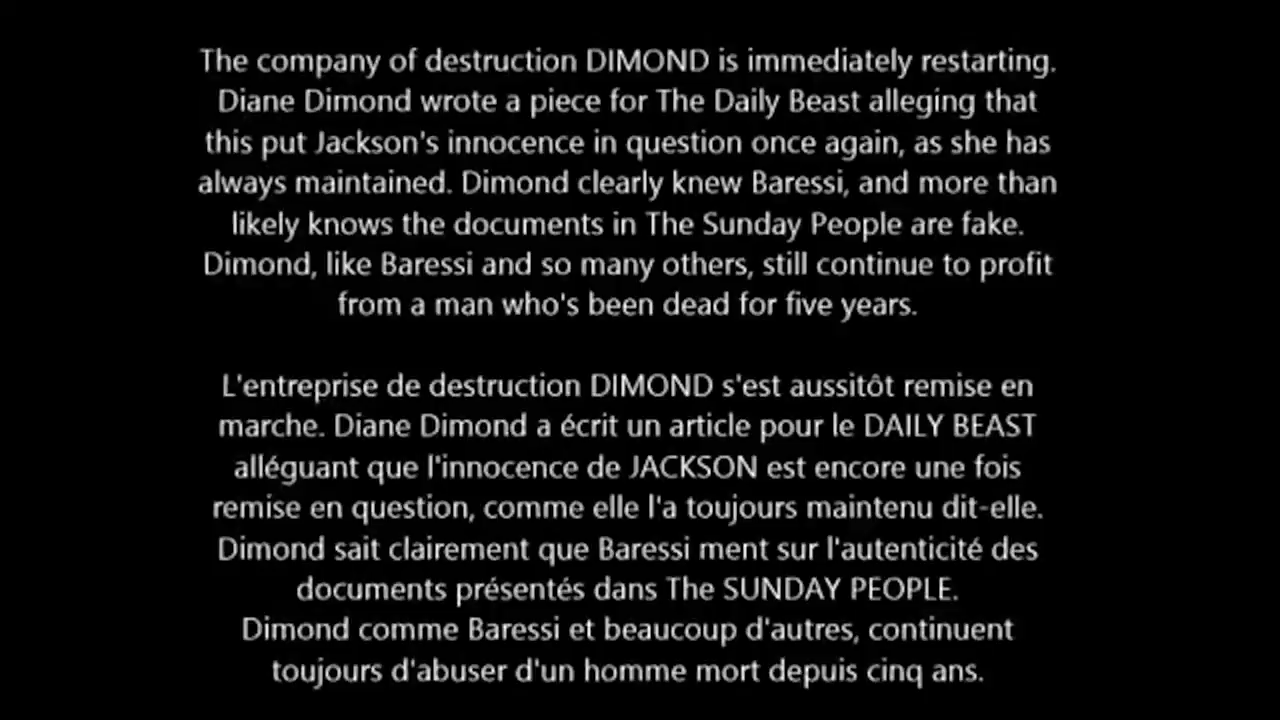 The company of destruction DIMOND is immediately restarting.
Diane Dimond wrote a piece for The Daily Beast alleging that
this put Jackson's innocence in question once again, as she has
always maintained. Dimond clearly knew Baressi, and more than
likely knows the documents in The Sunday People are fake.
Dimond, like Baressi and so many others, still continue to profit
from a man who's been dead for five years.
L'entreprise de destruction DIMOND s'est aussitôt remise en
marche. Diane Dimond a écrit un article pour le DAILY BEAST
alléguant que l'innocence de JACKSON est encore une fois
remise en question, comme elle l'a toujours maintenu dit-elle.
Dimond sait clairement que Baressi ment sur l'autenticité des
documents présentés dans The SUNDAY PEOPLE.
Dimond comme Baressi et beaucoup d'autres, continuent
toujours d'abuser d'un homme mort depuis cinq ans.